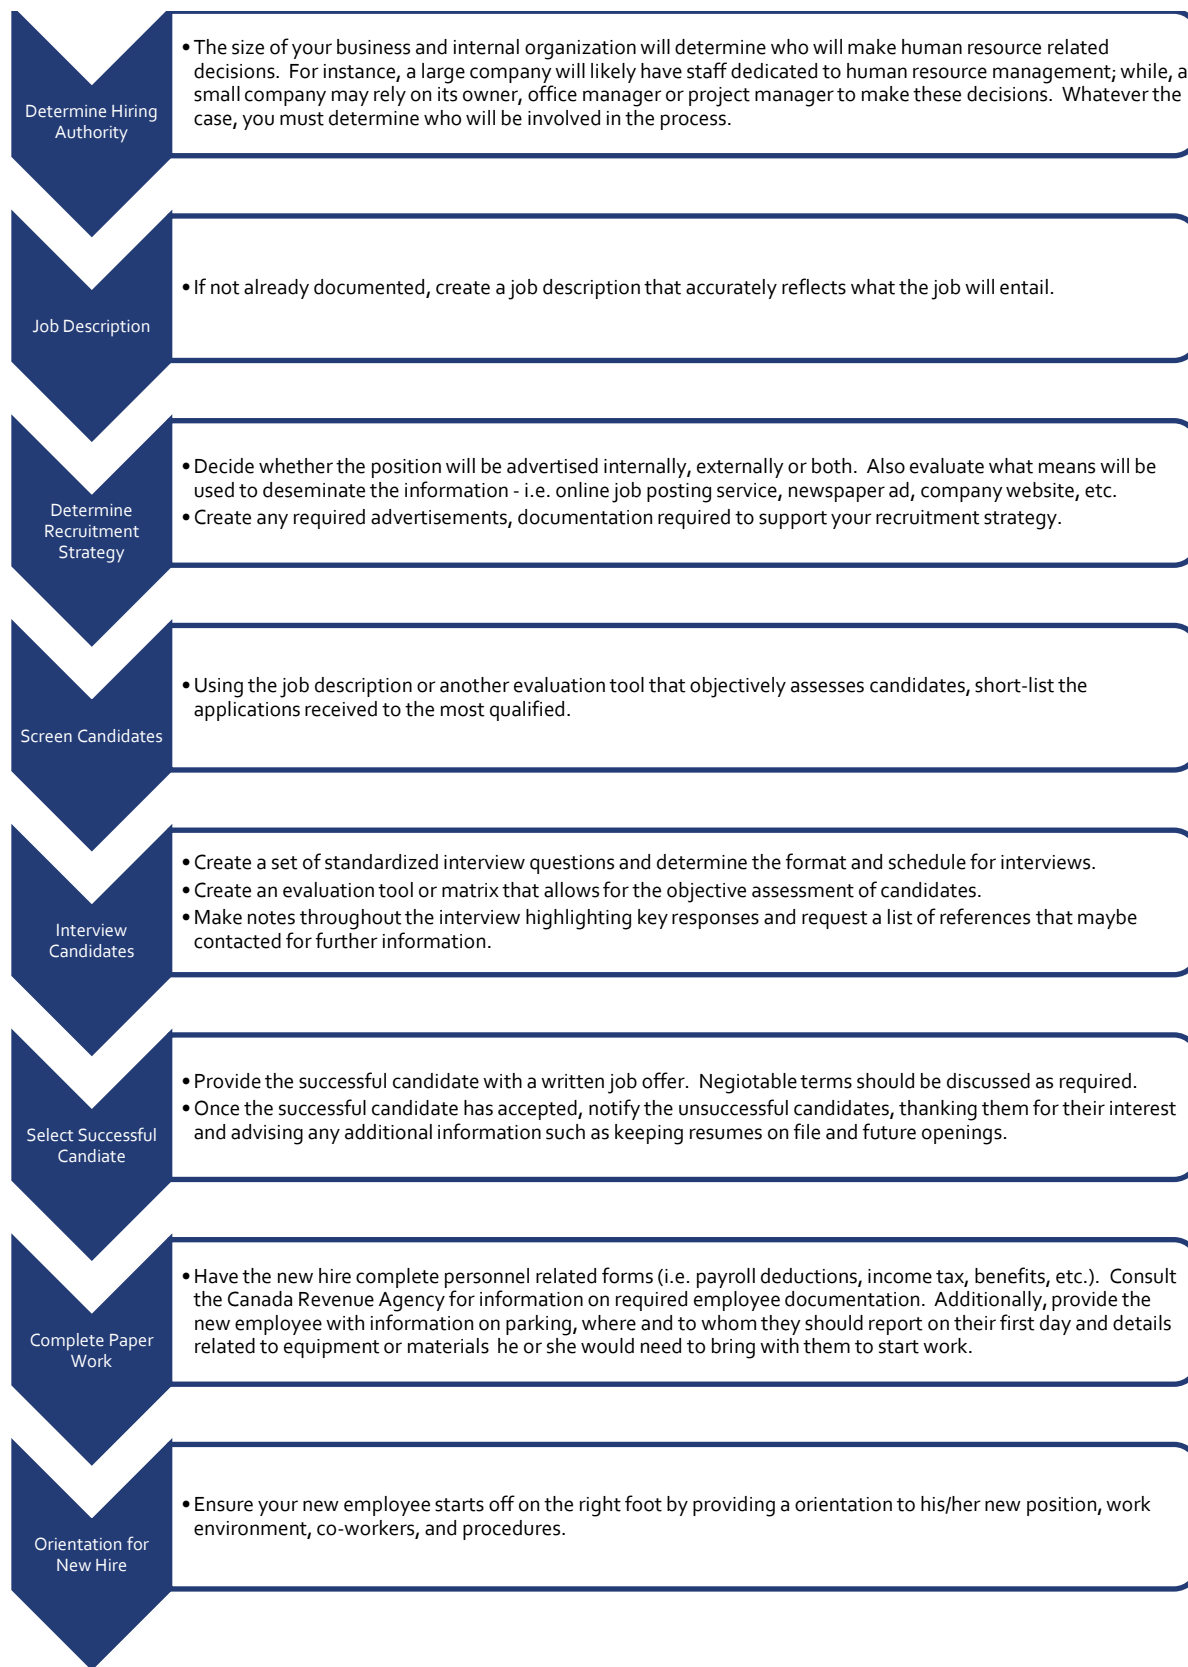 Determine Hiring
Authority
• The size of your business and internal organization will determine who will make human resource related
decisions.  For instance, a large company will likely have staff dedicated to human resource management; while, a
small company may rely on its owner, office manager or project manager to make these decisions.  Whatever the
case, you must determine who will be involved in the process.
Job Description
• If not already documented, create a job description that accurately reflects what the job will entail.
Determine
Recruitment
Strategy
• Decide whether the position will be advertised internally, externally or both.  Also evaluate what means will be
used to deseminate the information - i.e. online job posting service, newspaper ad, company website, etc.
• Create any required advertisements, documentation required to support your recruitment strategy.
Screen Candidates
• Using the job description or another evaluation tool that objectively assesses candidates, short-list the
applications received to the most qualified.
Interview
Candidates
• Create a set of standardized interview questions and determine the format and schedule for interviews.
• Create an evaluation tool or matrix that allows for the objective assessment of candidates.
• Make notes throughout the interview highlighting key responses and request a list of references that maybe
contacted for further information.
Select Successful
Candiate
• Provide the successful candidate with a written job offer.  Negiotable terms should be discussed as required.
• Once the successful candidate has accepted, notify the unsuccessful candidates, thanking them for their interest
and advising any additional information such as keeping resumes on file and future openings.
Complete Paper
Work
• Have the new hire complete personnel related forms (i.e. payroll deductions, income tax, benefits, etc.).  Consult
the Canada Revenue Agency for information on required employee documentation.  Additionally, provide the
new employee with information on parking, where and to whom they should report on their first day and details
related to equipment or materials  he or she would need to bring with them to start work.
Orientation for
New Hire
• Ensure your new employee starts off on the right foot by providing a orientation to his/her new position, work
environment, co-workers, and procedures.